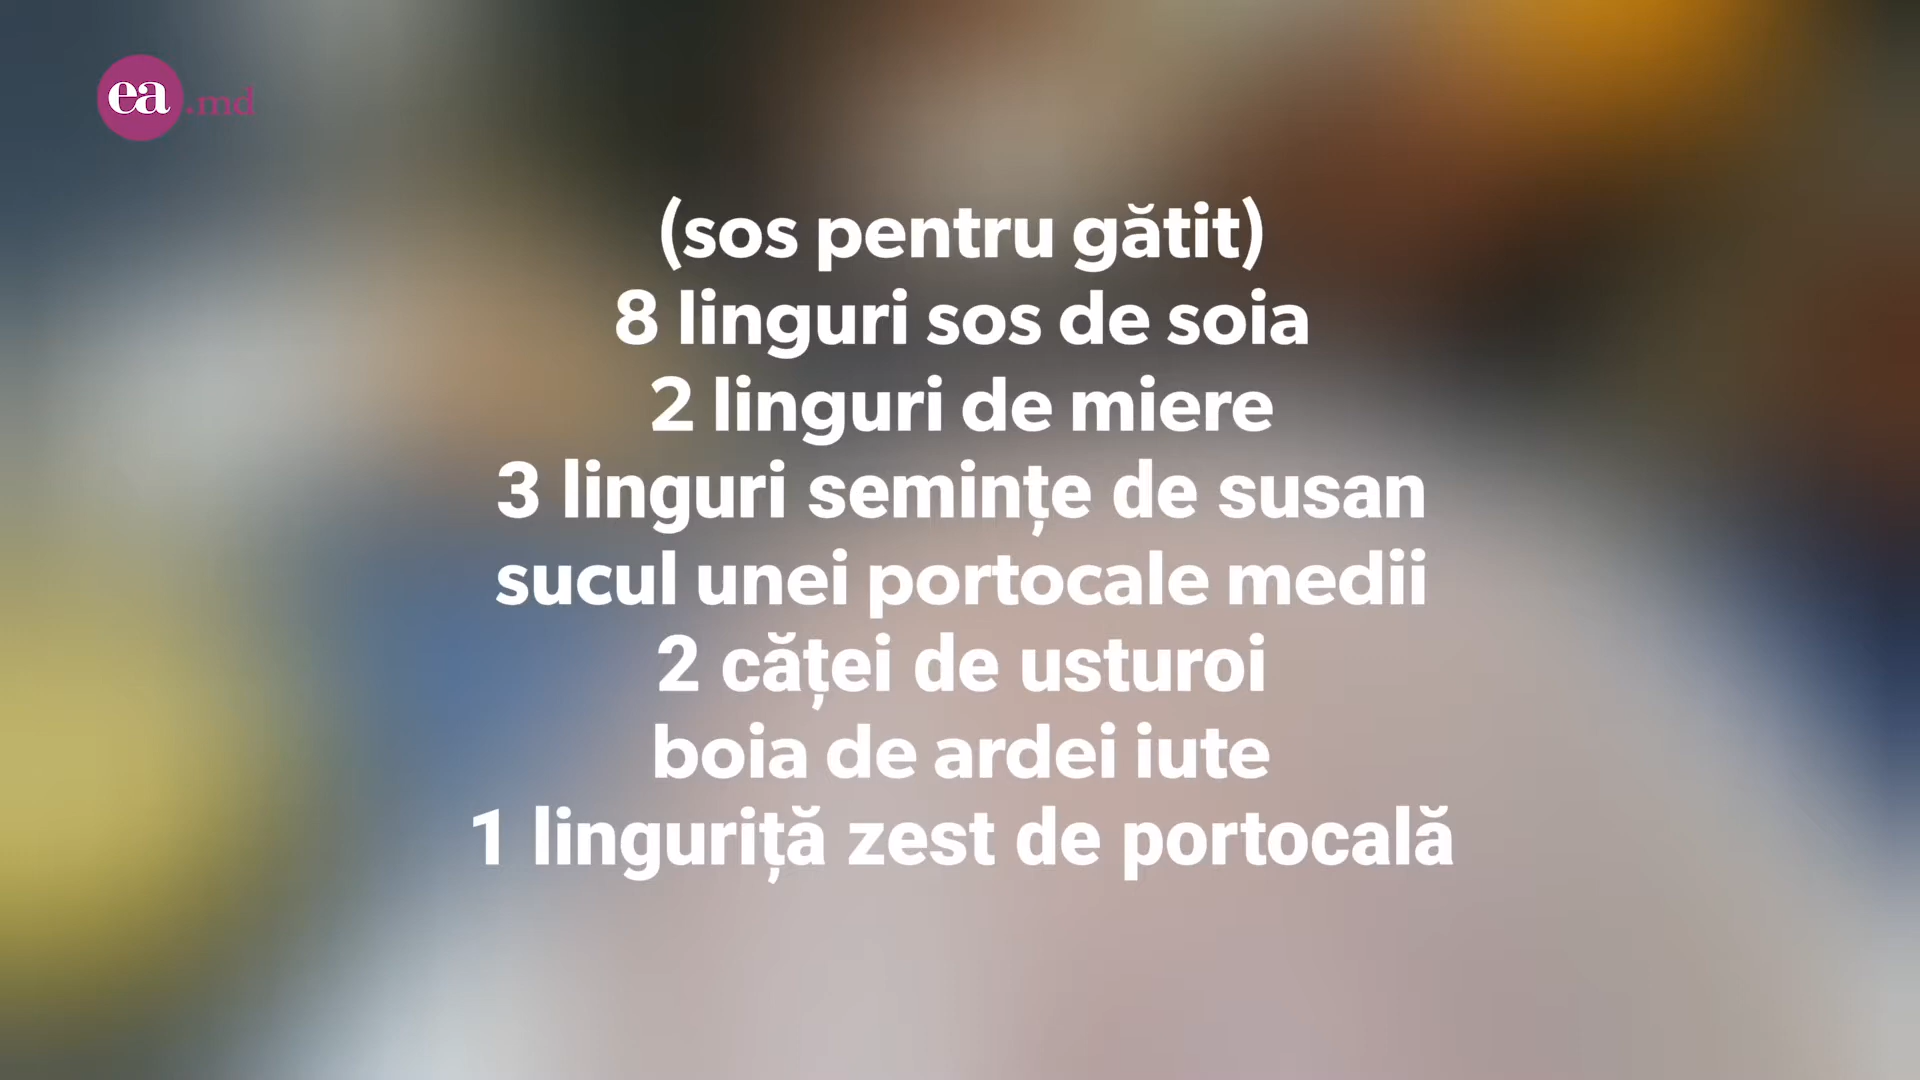 ea.md
(sos pentru gătit)
8 linguri sos de soia
2 linguri de miere
3 linguri semințe de susan
sucul unei portocale medii
2 căței de usturoi
boia de ardei iute
1 linguriță zest de portocală